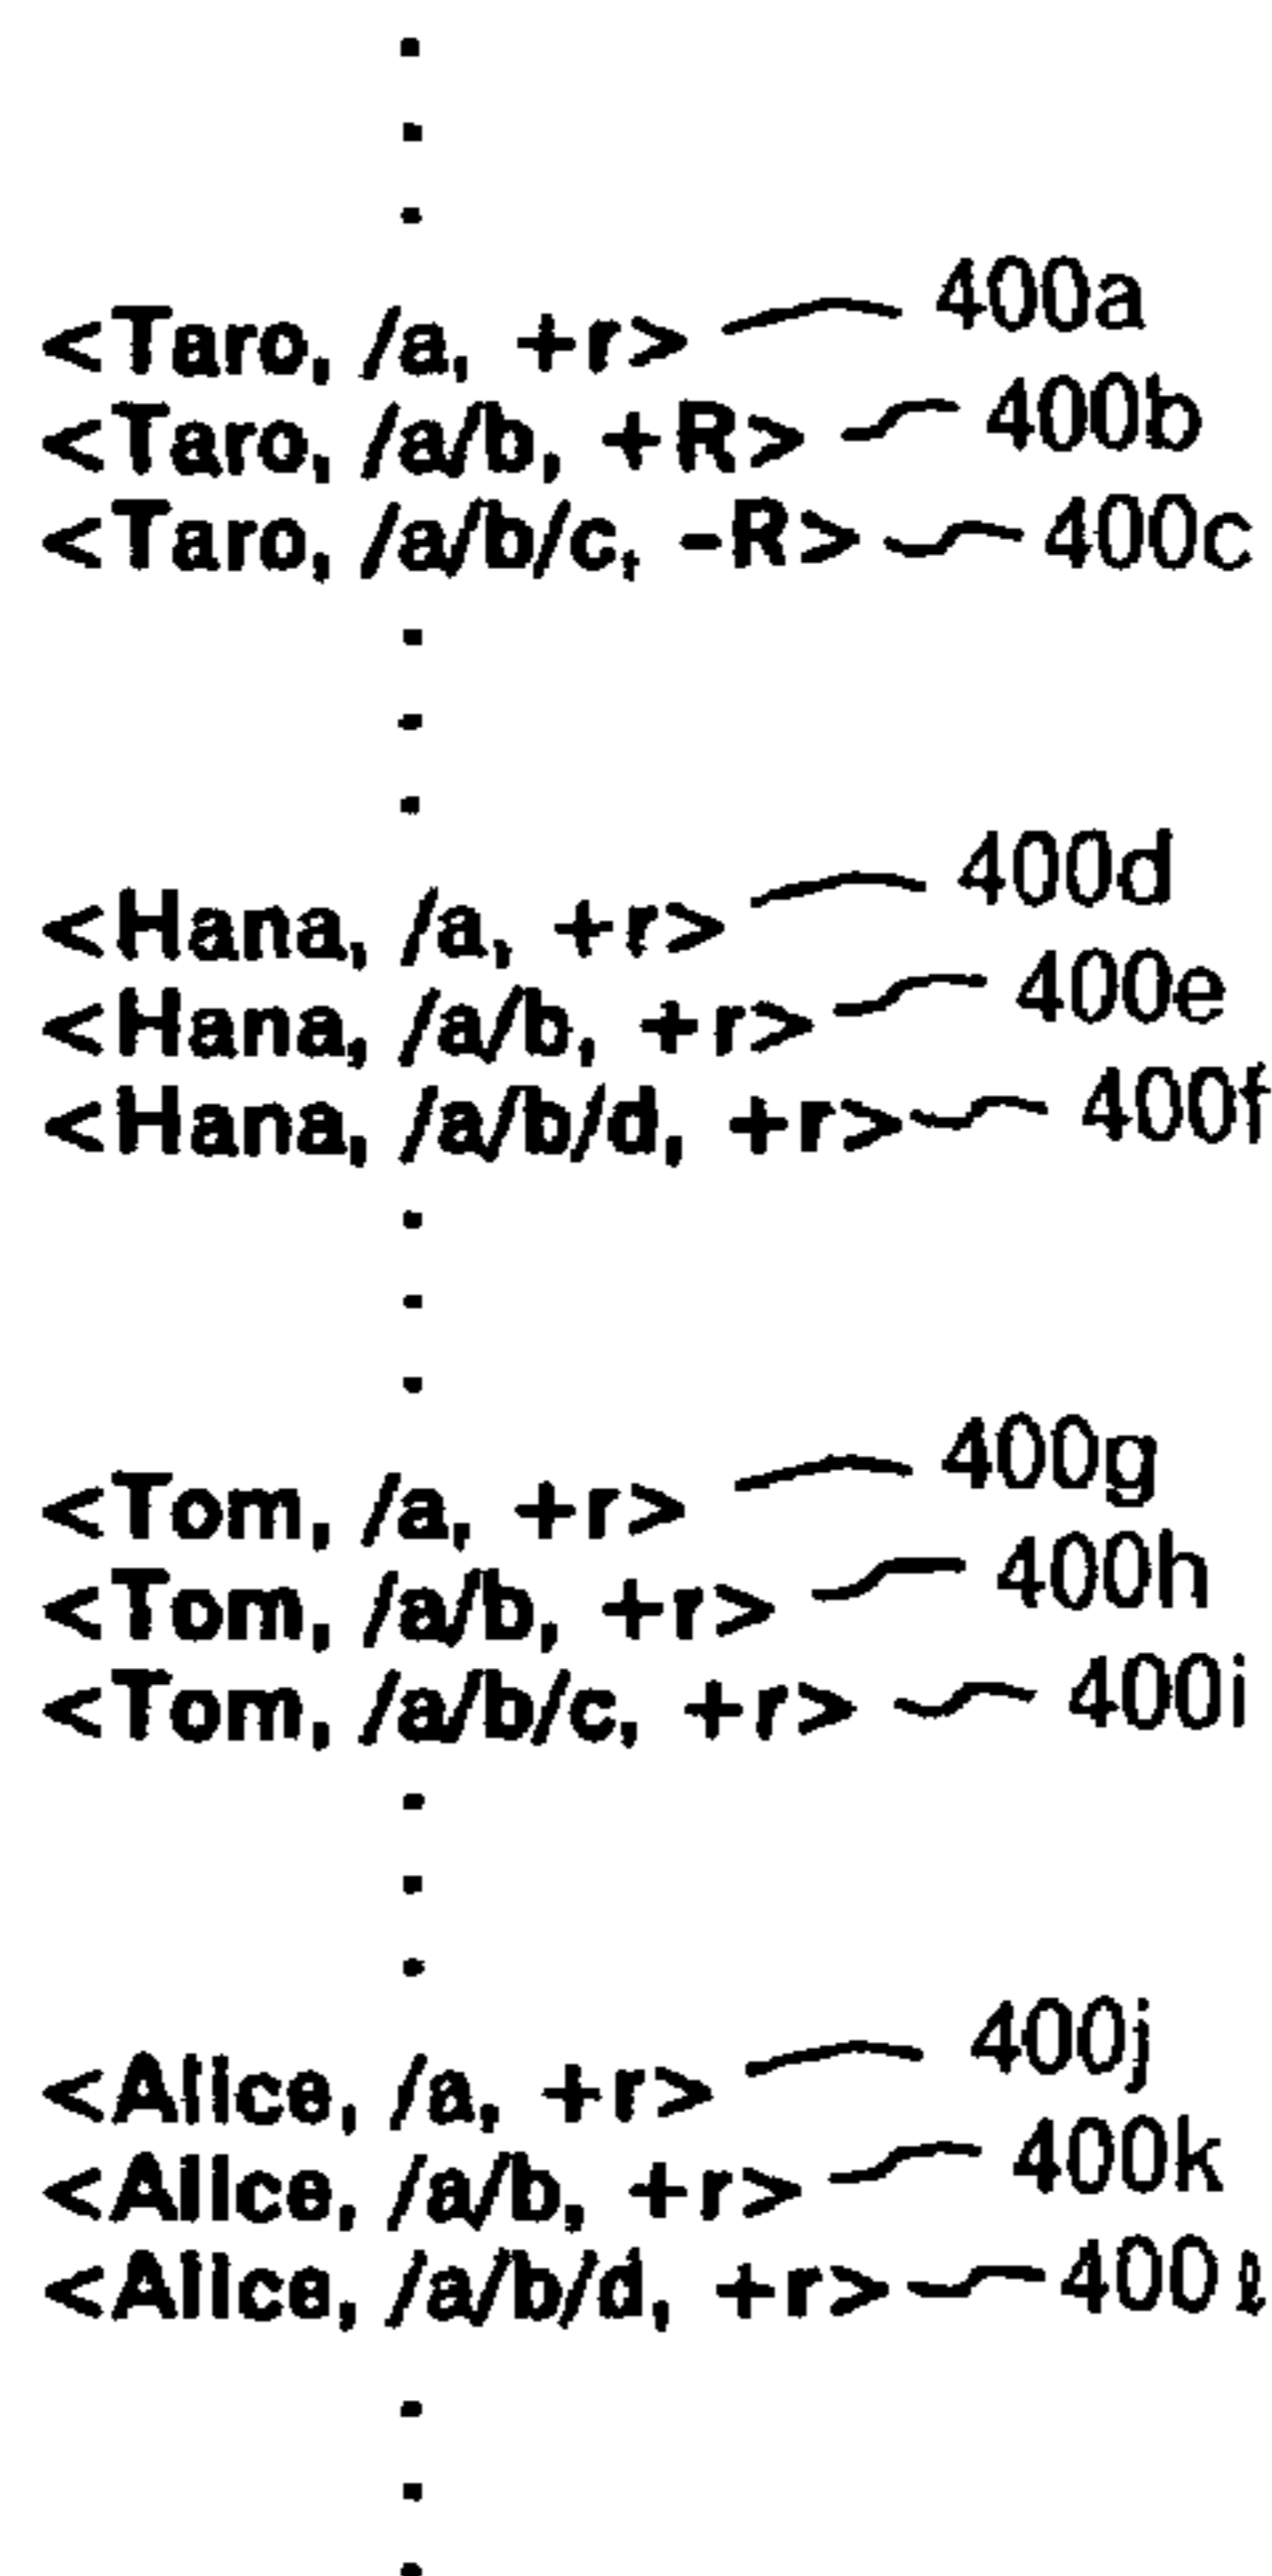 <Taro, /a, +r> 400a
<Taro, /a/b, +R> 400b
<Taro, /a/b/c, -R> 400c
<Hana, /a, +r> 400d
<Hana, /a/b, +r> 400e
<Hana, /a/b/d, +r> 400f
<Tom, /a, +r> 400g
<Tom, /a/b, +r> 400h
<Tom, /a/b/c, +r> 400i
<Alice, /a, +r> 400j
<Alice, /a/b, +r> 400k
<Alice, /a/b/d, +r> 400ℓ